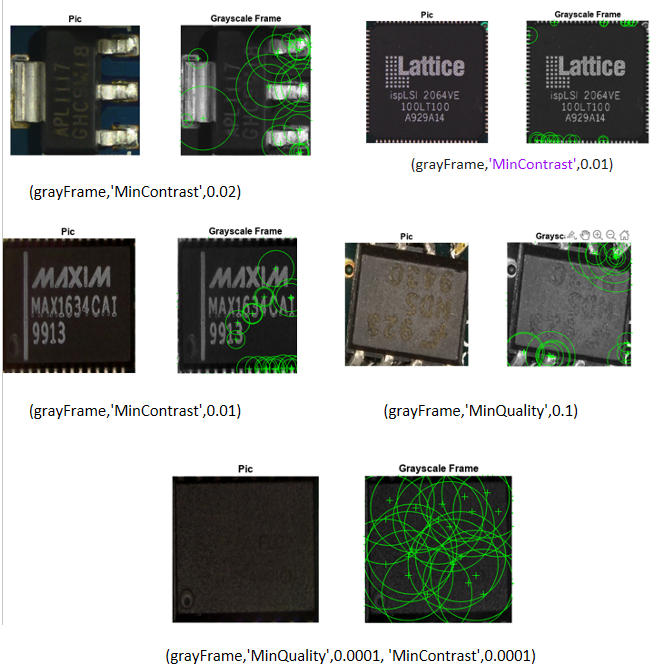 Pic
Grayscale Frame
APL1117
Pic
Grayscale Frame
Lattice
ispLSI 2064VE
100LT100
A929A14
Lattice
ispLSI 2064VE
100LT100
A929A14
(grayFrame,'MinContrast',0.01)
(grayFrame,'MinContrast',0.02)
Pic
Grayscale Frame
MAXIM
MAX1634CAI
9913
MAXIM
MAX1634CAI
9913
Pic
Graysc
(grayFrame,'MinContrast',0.01)
(grayFrame,'MinQuality',0.1)
Pic
Grayscale Frame
(grayFrame,'MinQuality',0.0001, 'MinContrast',0.0001)